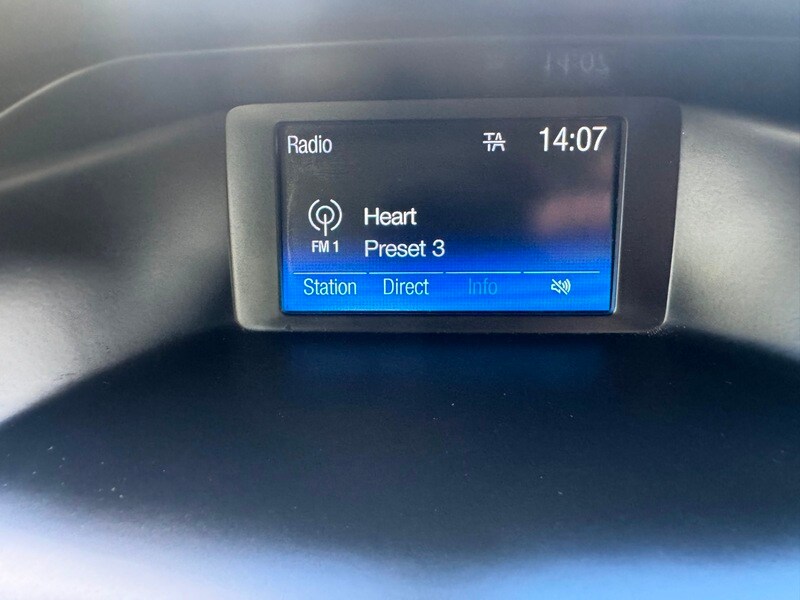 Radio TA 14:07
Heart
FM 1 Preset 3
Station Direct Info